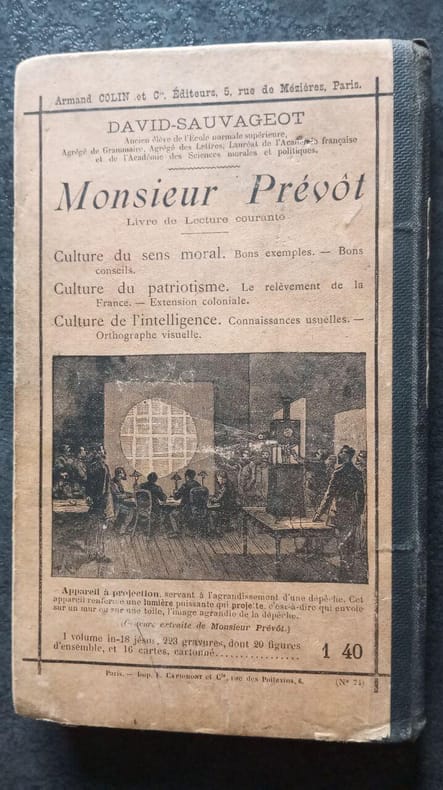 Armand COLIN et Cie, Éditeurs, 5, rue de Mézières, Paris.
DAVID-SAUVAGEOT
Ancien élève de l'École normale supérieure,
Agrégé de Grammaire, Agrégé des Lettres, Lauréat de l'Académie française
et de l'Académie des Sciences morales et politiques.
Monsieur Prévôt
Livre de Lecture courante
Culture du sens moral. Bons exemples. — Bons
conseils.
Culture du patriotisme. Le relèvement de la
France. — Extension coloniale.
Culture de l'intelligence. Connaissances usuelles. —
Orthographe visuelle.
Appareil à projection, servant à l'agrandissement d'une dépêche. Cet
appareil renferme une lumière puissante qui projette, c'est-à-dire qui envoie
sur un mur ou sur une toile, l'image agrandie de la dépêche.
(Gravure extraite de Monsieur Prévôt.)
1 volume in-18 jésus, 223 gravures, dont 20 figures
d'ensemble, et 16 cartes, cartonné. 1 40
Paris. — Imp. E. Capiomont et Cie, rue des Poitevins, 6. (No 74)